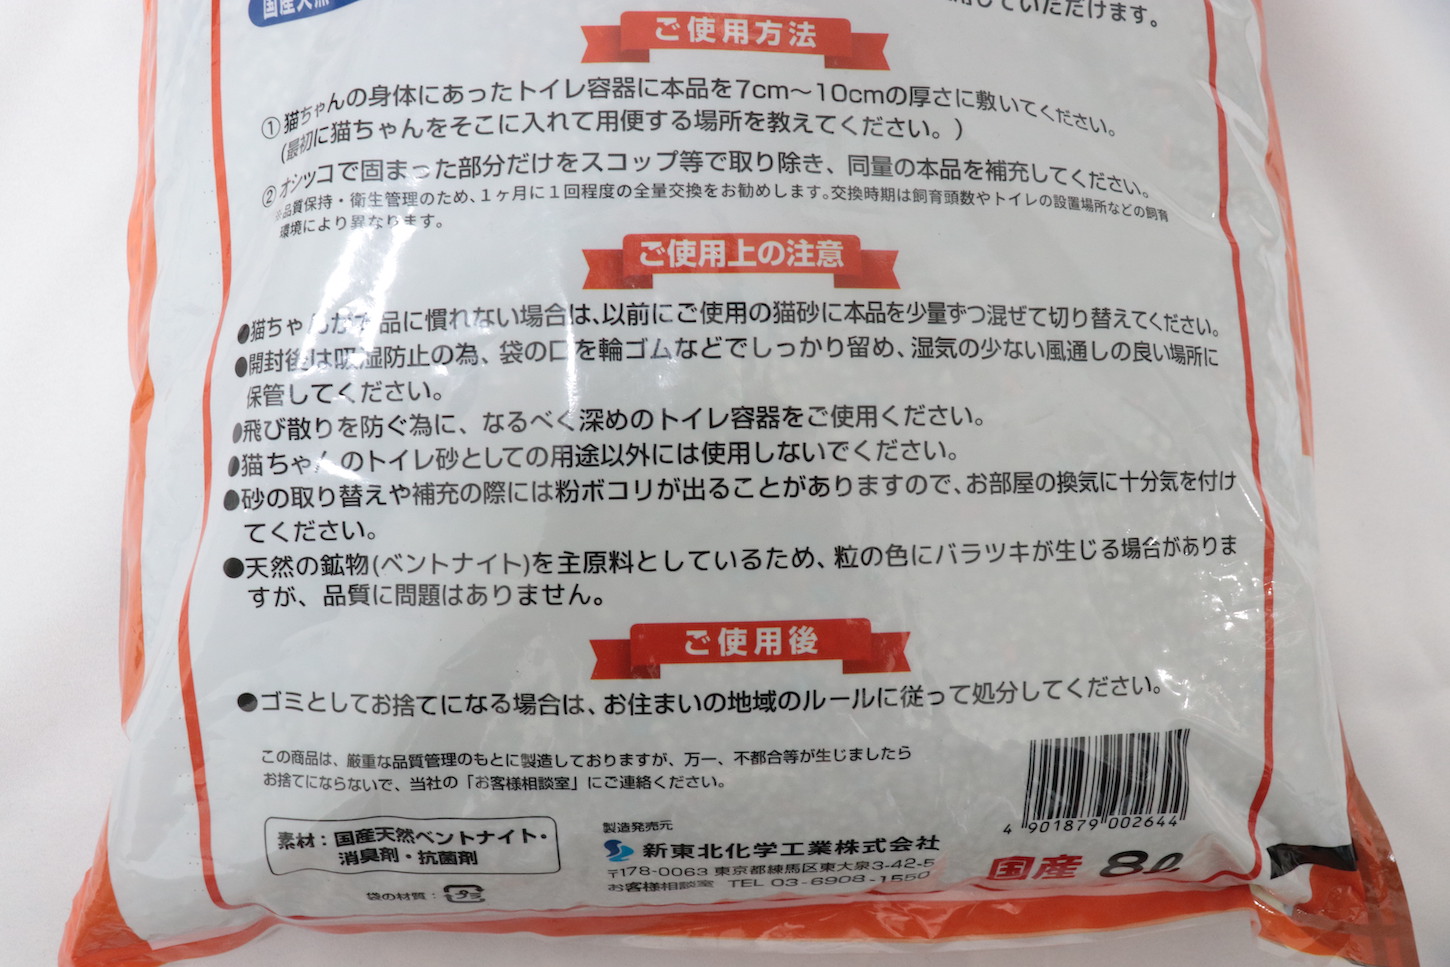 国産天然
用していただけます。
ご使用方法
①猫ちゃんの身体にあったトイレ容器に本品を7cm〜10cmの厚さに敷いてください。
(最初に猫ちゃんをそこに入れて用便する場所を教えてください。)
②オシッコで固まった部分だけをスコップ等で取り除き、同量の本品を補充してください。
※品質保持・衛生管理のため、1ヶ月に1回程度の全量交換をお勧めします。交換時期は飼育頭数やトイレの設置場所などの飼育
環境により異なります。
ご使用上の注意
●猫ちゃんが本品に慣れない場合は、以前にご使用の猫砂に本品を少量ずつ混ぜて切り替えてください。
●開封後は吸湿防止の為、袋の口を輪ゴムなどでしっかり留め、湿気の少ない風通しの良い場所に
保管してください。
●飛び散りを防ぐ為に、なるべく深めのトイレ容器をご使用ください。
●猫ちゃんのトイレ砂としての用途以外には使用しないでください。
●砂の取り替えや補充の際には粉ボコリが出ることがありますので、お部屋の換気に十分気を付け
てください。
●天然の鉱物(ベントナイト)を主原料としているため、粒の色にバラツキが生じる場合がありま
すが、品質に問題はありません。
ご使用後
●ゴミとしてお捨てになる場合は、お住まいの地域のルールに従って処分してください。
この商品は、厳重な品質管理のもとに製造しておりますが、万一、不都合等が生じましたら
お捨てにならないで、当社の「お客様相談室」にご連絡ください。
素材：国産天然ベントナイト・
消臭剤・抗菌剤
袋の材質：プラ
製造発売元
新東北化学工業株式会社
〒178-0063 東京都練馬区東大泉3-42-5
お客様相談室 TEL 03-6908-1550
4 901879 002644
国産 8ℓ